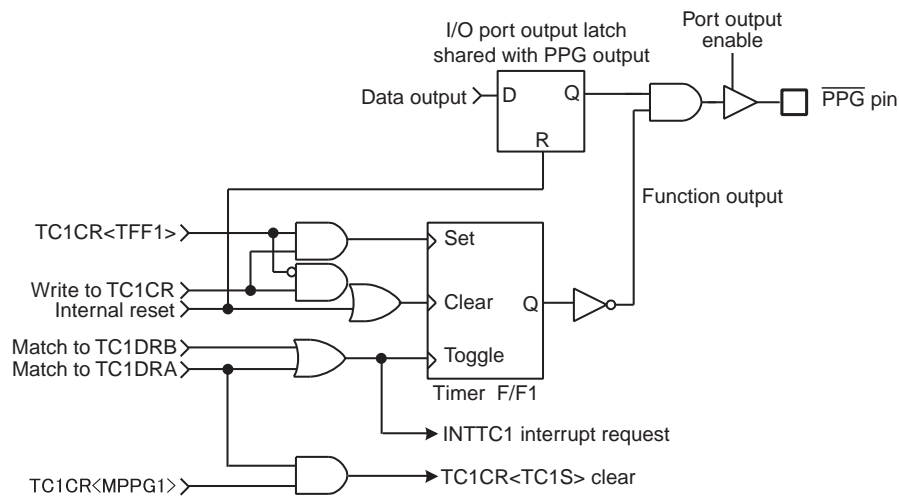 I/O port output latch
shared with PPG output
Port output
enable
Data output
D
Q
R
PPG pin
Function output
TC1CR<TFF1>
Set
Write to TC1CR
Internal reset
Clear
Q
Match to TC1DRB
Match to TC1DRA
Toggle
Timer F/F1
INTTC1 interrupt request
TC1CR<TC1S> clear
TC1CR<MPPG1>